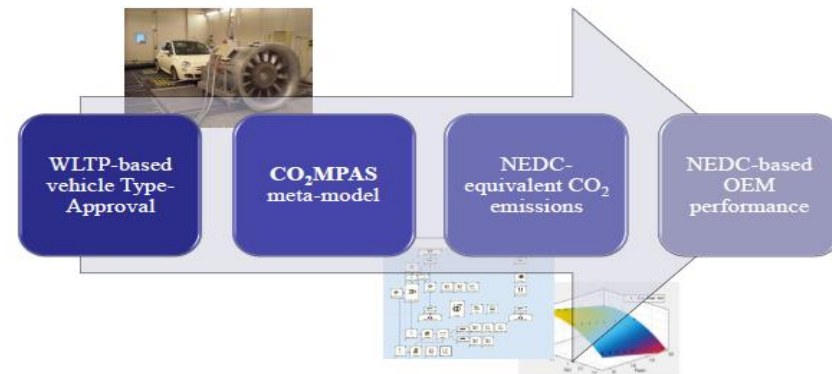 WLTP-based
vehicle Type-
Approval
CO₂MPAS
meta-model
NEDC-
equivalent CO₂
emissions
NEDC-based
OEM
performance